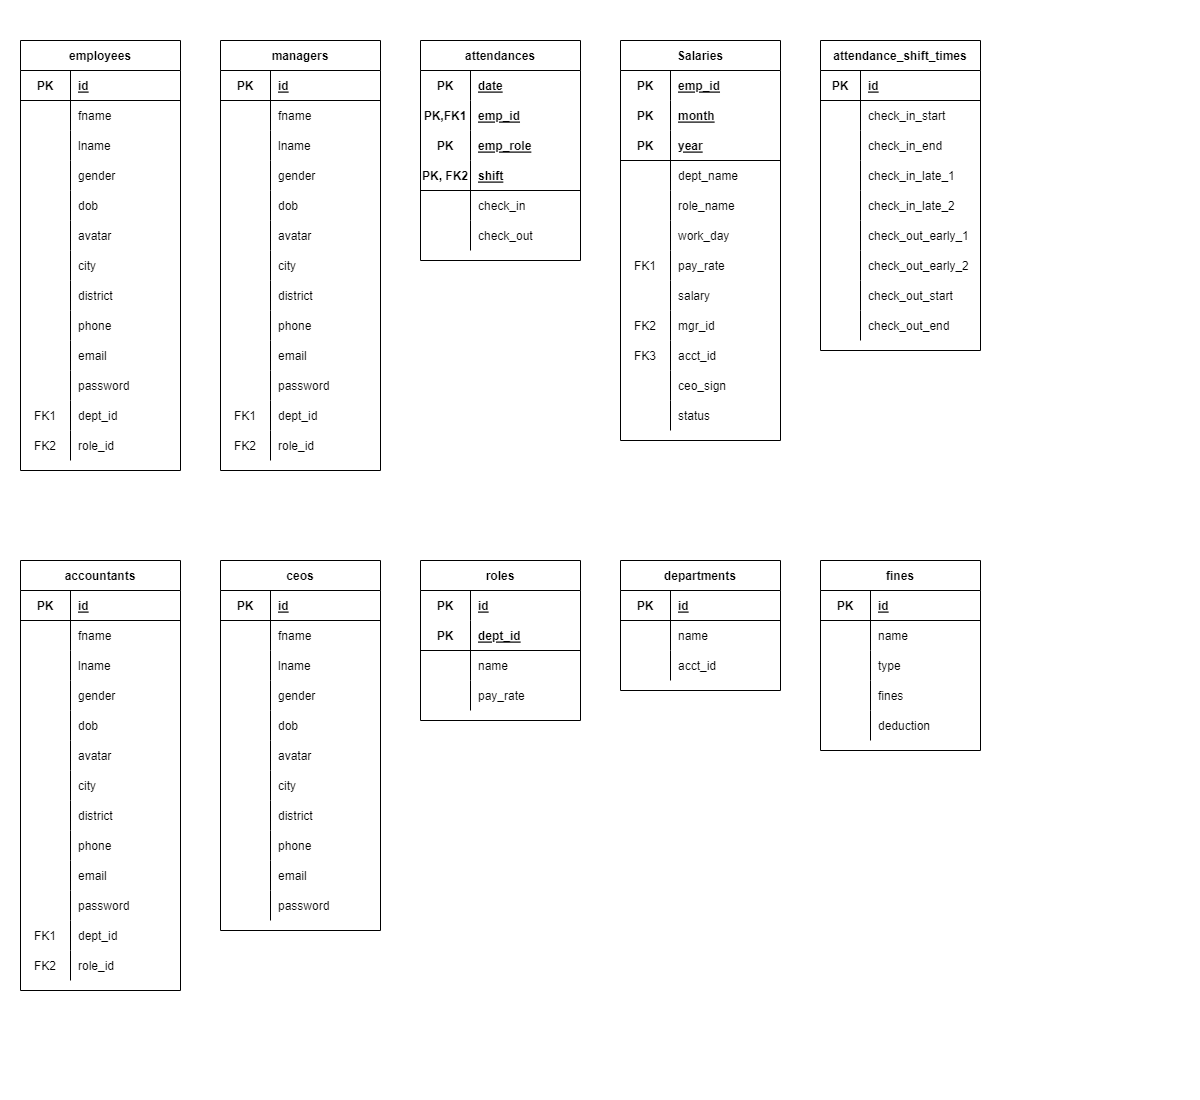 employees
PK id
fname
lname
gender
dob
avatar
city
district
phone
email
password
FK1 dept_id
FK2 role_id
managers
PK id
fname
lname
gender
dob
avatar
city
district
phone
email
password
FK1 dept_id
FK2 role_id
attendances
PK date
PK,FK1 emp_id
PK emp_role
PK, FK2 shift
check_in
check_out
Salaries
PK emp_id
PK month
PK year
dept_name
role_name
work_day
FK1 pay_rate
salary
FK2 mgr_id
FK3 acct_id
ceo_sign
status
attendance_shift_times
PK id
check_in_start
check_in_end
check_in_late_1
check_in_late_2
check_out_early_1
check_out_early_2
check_out_start
check_out_end
accountants
PK id
fname
lname
gender
dob
avatar
city
district
phone
email
password
FK1 dept_id
FK2 role_id
ceos
PK id
fname
lname
gender
dob
avatar
city
district
phone
email
password
roles
PK id
PK dept_id
name
pay_rate
departments
PK id
name
acct_id
fines
PK id
name
type
fines
deduction